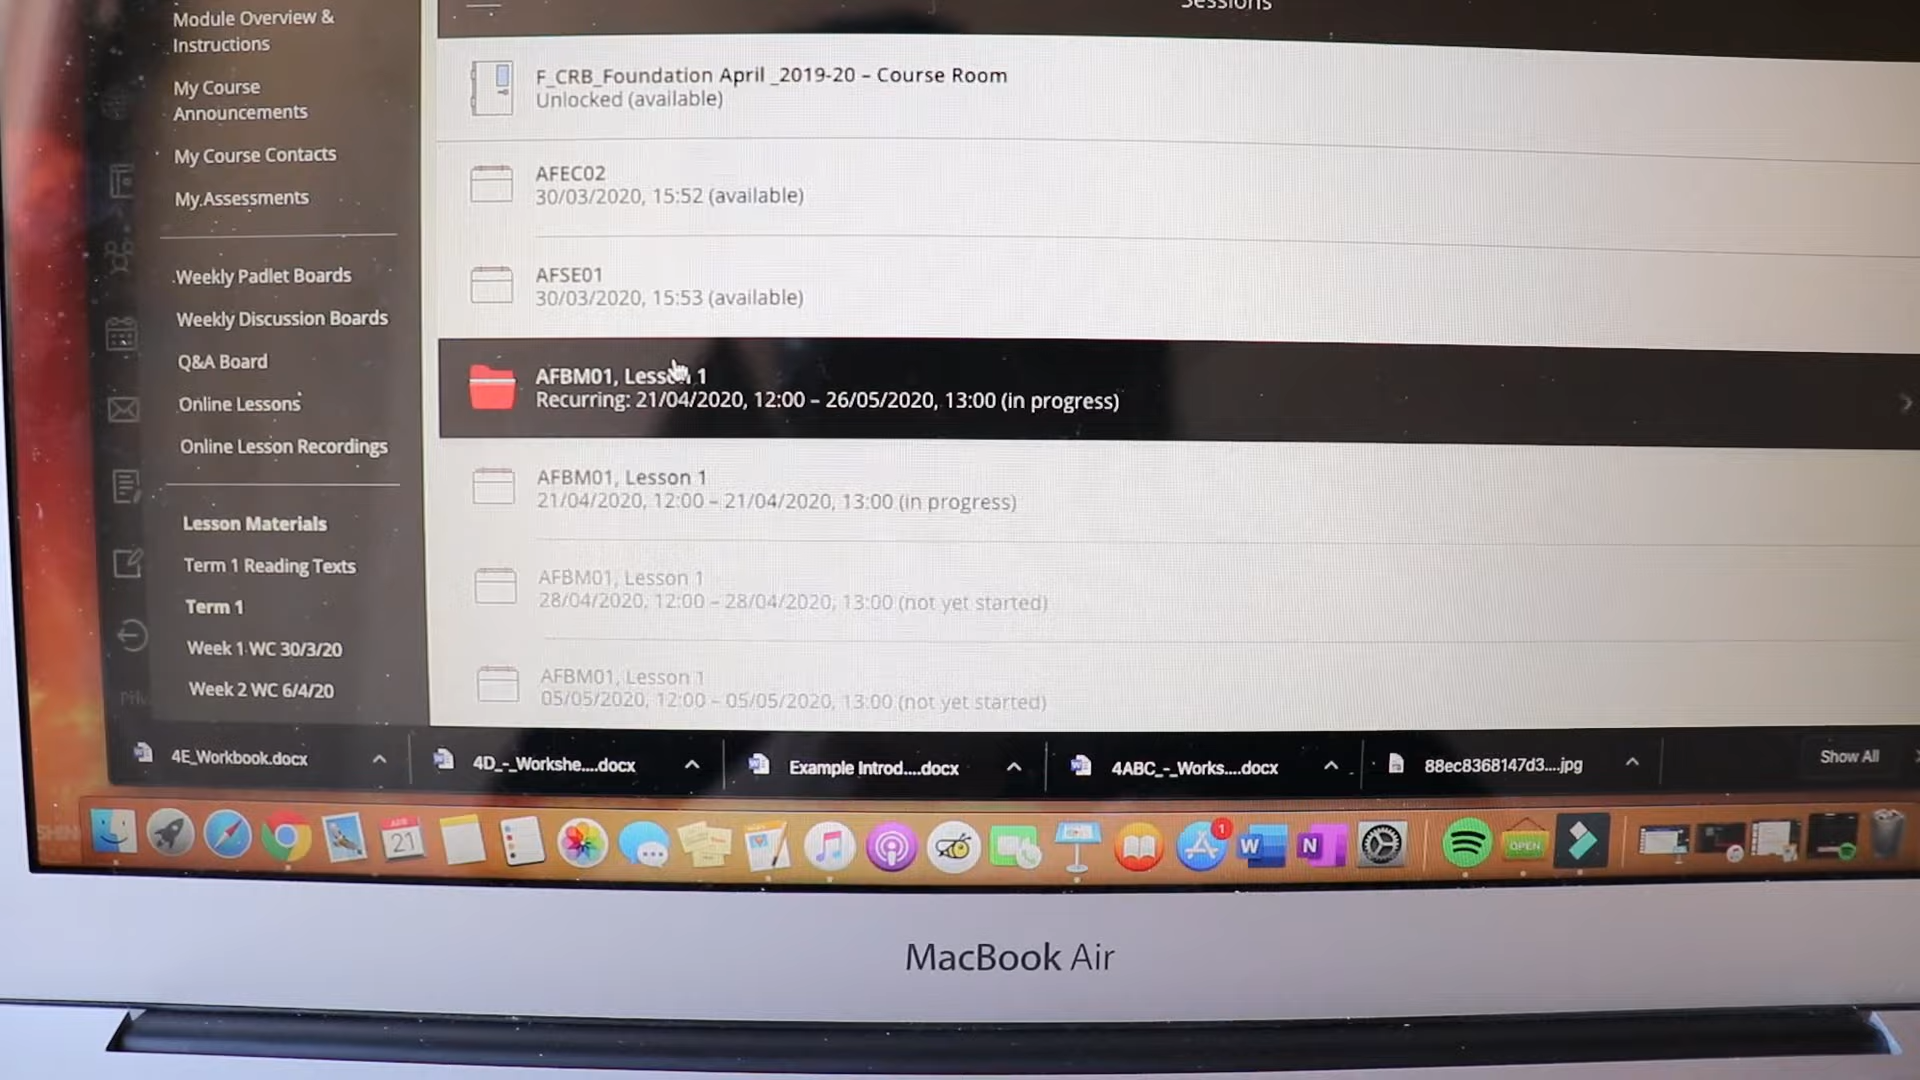 Module Overview &
Instructions
My Course
Announcements
My Course Contacts
My Assessments
Weekly Padlet Boards
Weekly Discussion Boards
Q&A Board
Online Lessons
Online Lesson Recordings
Lesson Materials
Term 1 Reading Texts
Term 1
Week 1 WC 30/3/20
Week 2 WC 6/4/20
Sessions
F_CRB_Foundation April _2019-20 – Course Room
Unlocked (available)
AFEC02
30/03/2020, 15:52 (available)
AFSE01
30/03/2020, 15:53 (available)
AFBM01, Lesson 1
Recurring: 21/04/2020, 12:00 – 26/05/2020, 13:00 (in progress)
AFBM01, Lesson 1
21/04/2020, 12:00 – 21/04/2020, 13:00 (in progress)
AFBM01, Lesson 1
28/04/2020, 12:00 – 28/04/2020, 13:00 (not yet started)
AFBM01, Lesson 1
05/05/2020, 12:00 – 05/05/2020, 13:00 (not yet started)
4E_Workbook.docx
4D_-_Workshe....docx
Example Introd....docx
4ABC_-_Works....docx
88ec8368147d3....jpg
Show All
21
1
W
N
OPEN
MacBook Air